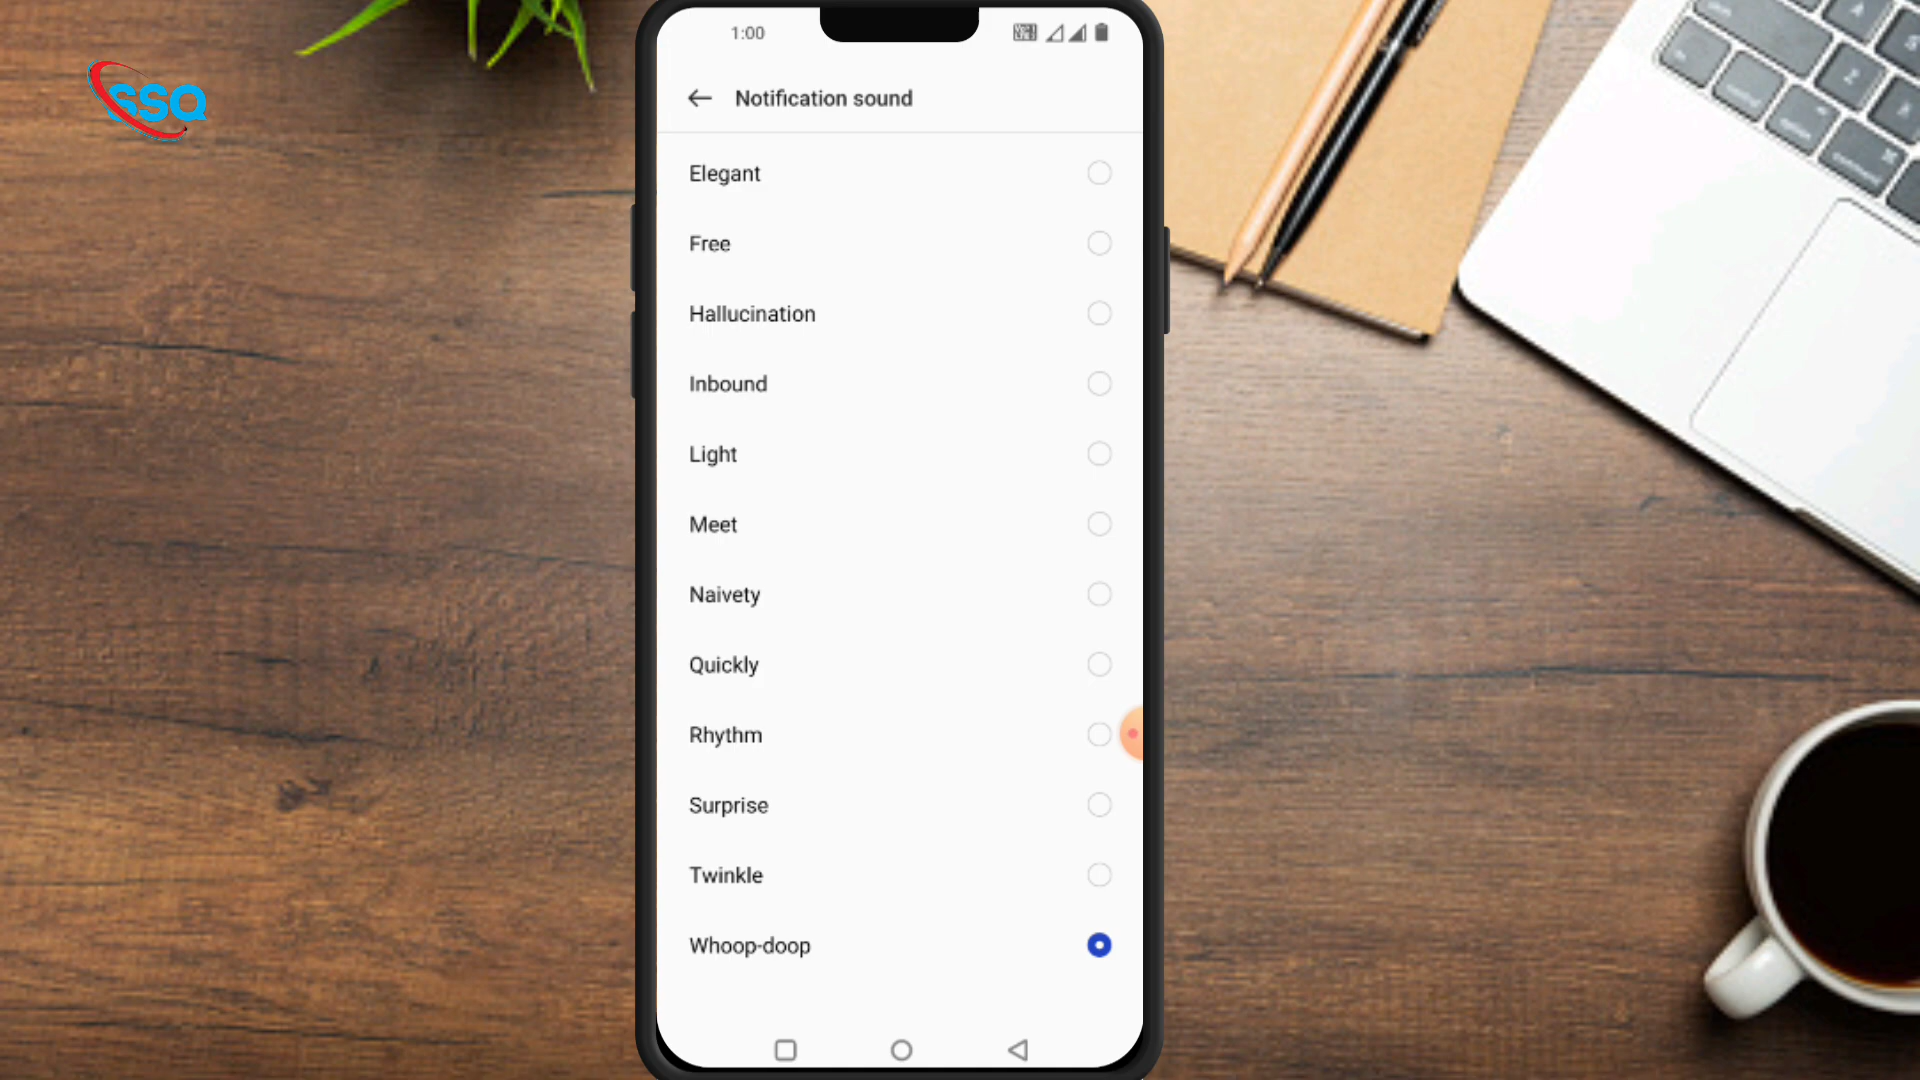 SSQ
1:00
Notification sound
Elegant
Free
Hallucination
Inbound
Light
Meet
Naivety
Quickly
Rhythm
Surprise
Twinkle
Whoop-doop